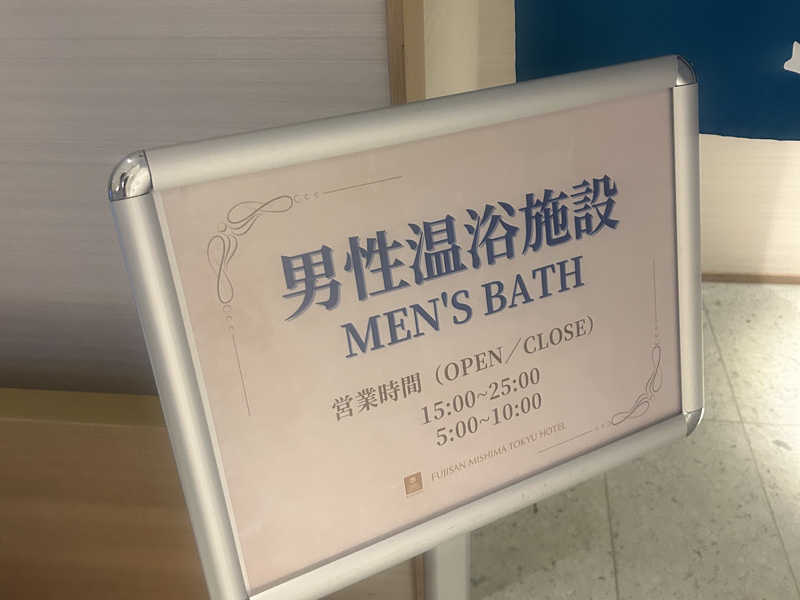 男性温浴施設
MEN'S BATH
営業時間（OPEN／CLOSE）
15:00~25:00
5:00~10:00
FUJISAN MISHIMA TOKYU HOTEL